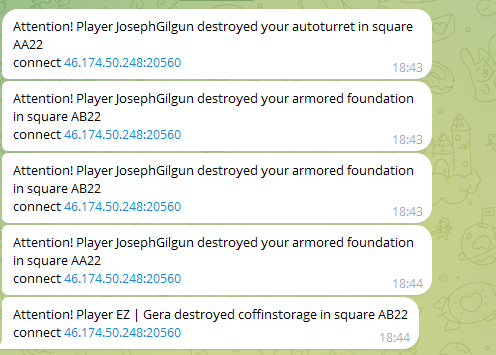 Attention! Player JosephGilgun destroyed your autoturret in square
AA22
connect 46.174.50.248:20560
18:43
Attention! Player JosephGilgun destroyed your armored foundation
in square AB22
connect 46.174.50.248:20560
18:43
Attention! Player JosephGilgun destroyed your armored foundation
in square AB22
connect 46.174.50.248:20560
18:43
Attention! Player JosephGilgun destroyed your armored foundation
in square AA22
connect 46.174.50.248:20560
18:44
Attention! Player EZ | Gera destroyed coffinstorage in square AB22
connect 46.174.50.248:20560
18:44